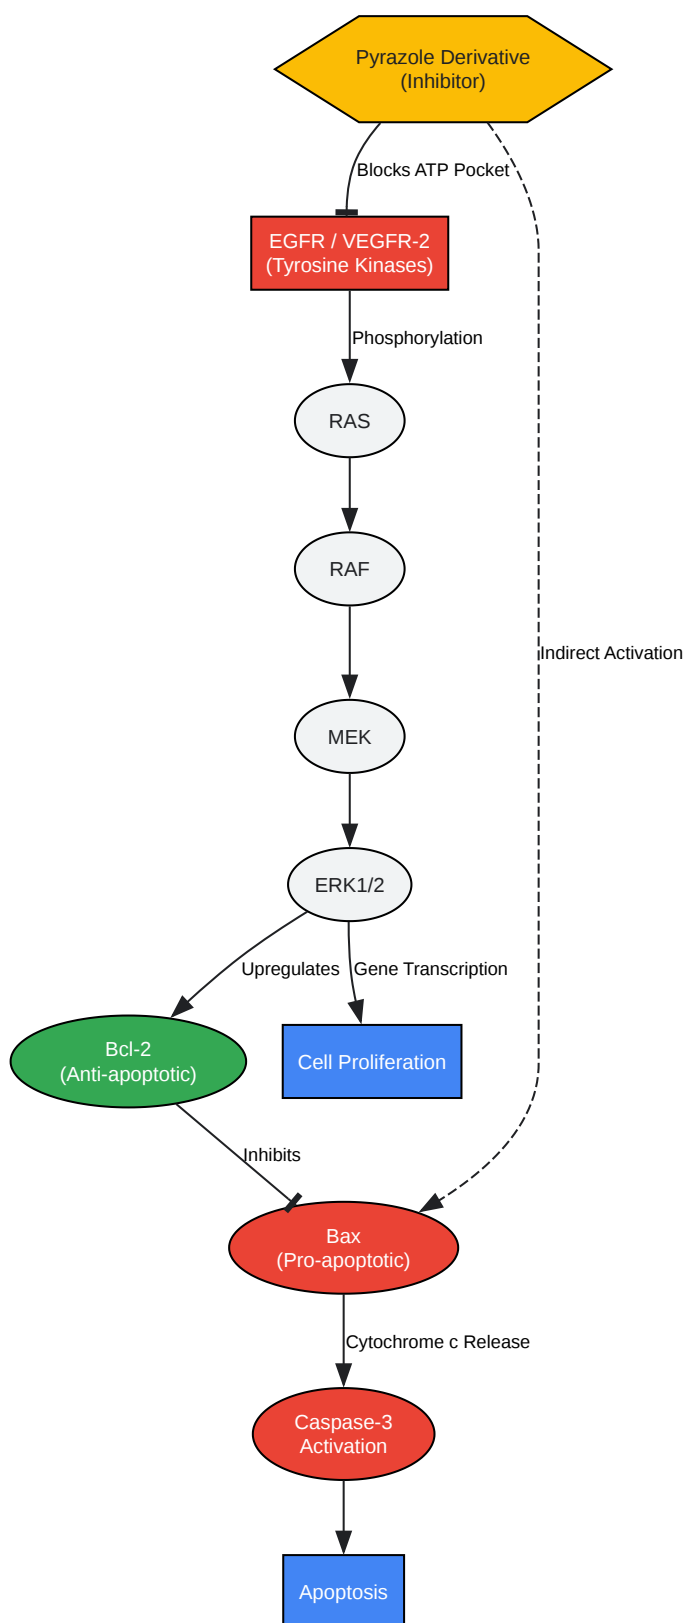 Pyrazole Derivative
(Inhibitor)
Blocks ATP Pocket
EGFR / VEGFR-2
(Tyrosine Kinases)
Phosphorylation
RAS
RAF
Indirect Activation
MEK
ERK1/2
Upregulates
Gene Transcription
Bcl-2
(Anti-apoptotic)
Cell Proliferation
Inhibits
Bax
(Pro-apoptotic)
Cytochrome c Release
Caspase-3
Activation
Apoptosis